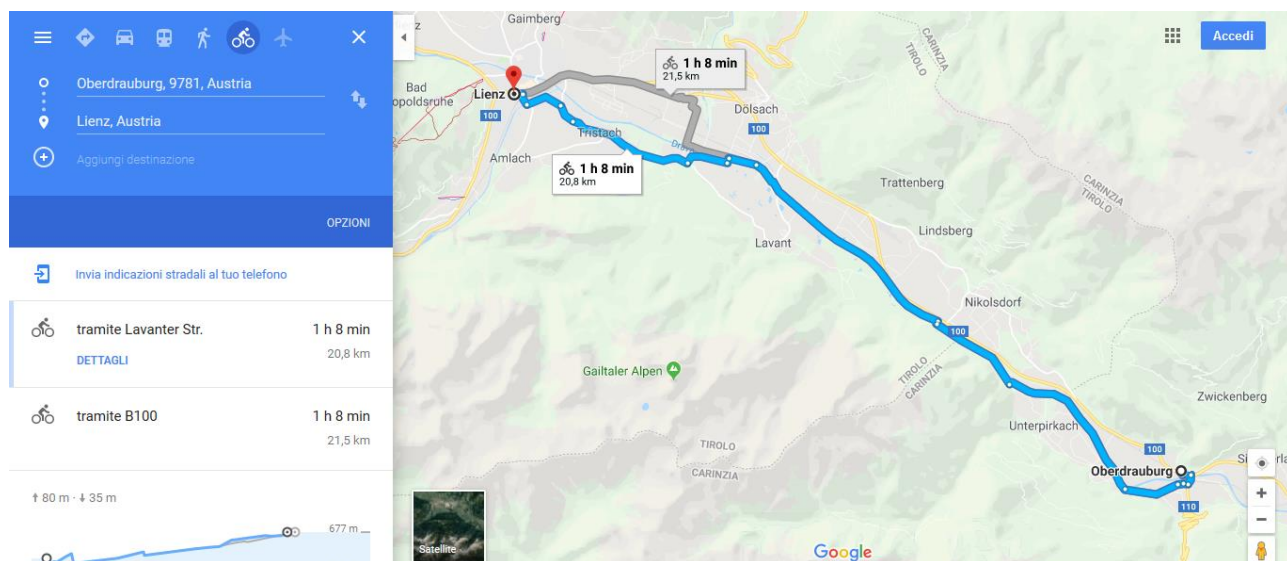 Oberdrauburg, 9781, Austria
Lienz, Austria
Aggiungi destinazione
OPZIONI
Invia indicazioni stradali al tuo telefono
tramite Lavanter Str.
1 h 8 min
DETTAGLI
20,8 km
tramite B100
1 h 8 min
21,5 km
80 m · 35 m
677 m
Gaimberg
Accedi
1 h 8 min
21,5 km
CARINZIA
TIROLO
Bad
opoldsruhe
Lienz
100
Dölsach
100
Tristach
Amlach
1 h 8 min
20,8 km
Trattenberg
CARINZIA
TIROLO
Lindsberg
Lavant
Nikolsdorf
100
Gailtaler Alpen
TIROLO
CARINZIA
Zwickenberg
Unterpirkach
TIROLO
CARINZIA
100
Oberdrauburg
110
Satellite
Google